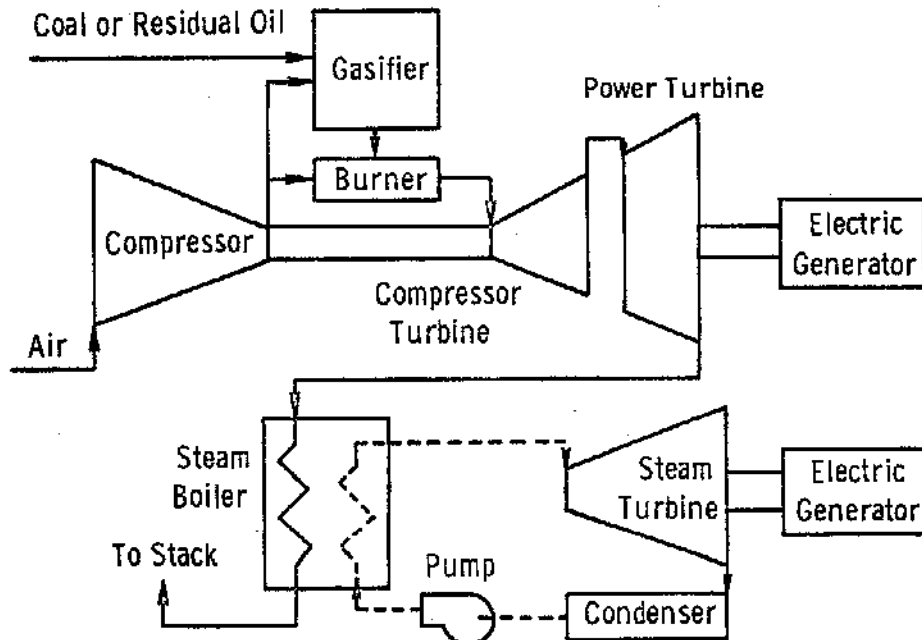 Coal or Residual Oil
Gasifier
Power Turbine
Burner
Compressor
Electric
Generator
Compressor
Turbine
Air
Steam
Boiler
Steam
Turbine
Electric
Generator
To Stack
Pump
Condenser